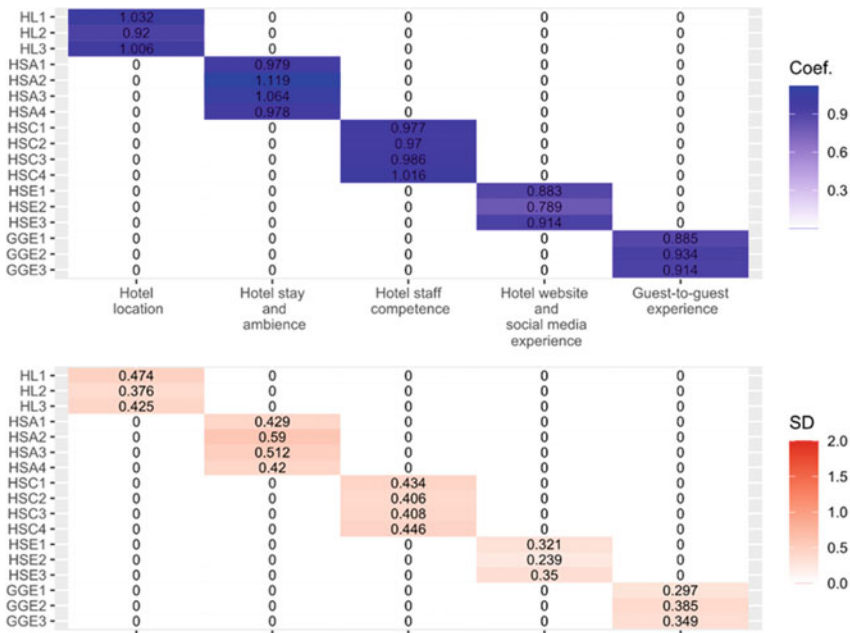 HL1 1.032 0 0 0 0
HL2 0.92 0 0 0 0
HL3 1.006 0 0 0 0
HSA1 0 0.979 0 0 0
HSA2 0 1.119 0 0 0
HSA3 0 1.064 0 0 0
HSA4 0 0.978 0 0 0
HSC1 0 0 0.977 0 0
HSC2 0 0 0.97 0 0
HSC3 0 0 0.986 0 0
HSC4 0 0 1.016 0 0
HSE1 0 0 0 0.883 0
HSE2 0 0 0 0.789 0
HSE3 0 0 0 0.914 0
GGE1 0 0 0 0 0.885
GGE2 0 0 0 0 0.934
GGE3 0 0 0 0 0.914
Hotel
location
Hotel stay
and
ambience
Hotel staff
competence
Hotel website
and
social media
experience
Guest-to-guest
experience
Coef.
0.9
0.6
0.3
HL1 0.474 0 0 0 0
HL2 0.376 0 0 0 0
HL3 0.425 0 0 0 0
HSA1 0 0.429 0 0 0
HSA2 0 0.59 0 0 0
HSA3 0 0.512 0 0 0
HSA4 0 0.42 0 0 0
HSC1 0 0 0.434 0 0
HSC2 0 0 0.406 0 0
HSC3 0 0 0.408 0 0
HSC4 0 0 0.446 0 0
HSE1 0 0 0 0.321 0
HSE2 0 0 0 0.239 0
HSE3 0 0 0 0.35 0
GGE1 0 0 0 0 0.297
GGE2 0 0 0 0 0.385
GGE3 0 0 0 0 0.349
SD
2.0
1.5
1.0
0.5
0.0